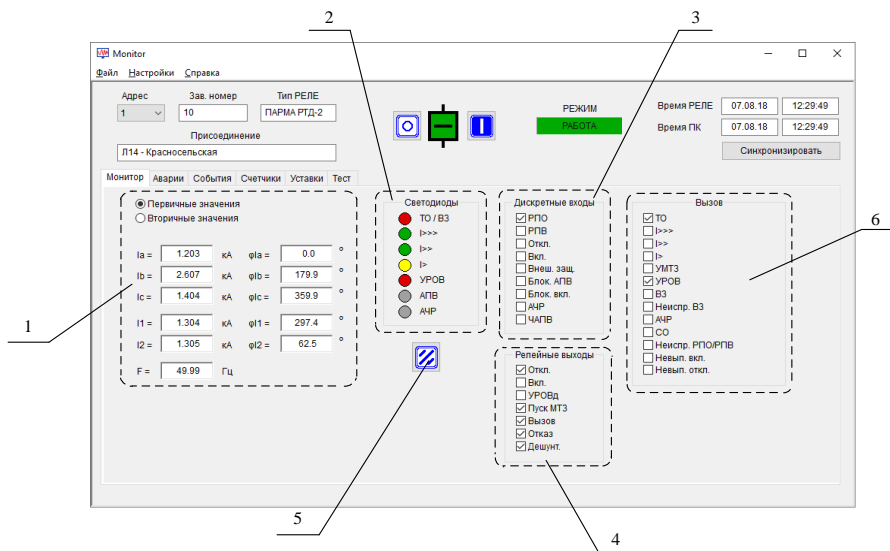 2
3
Monitor
Файл Настройки Справка
Адрес Зав. номер Тип РЕЛЕ
1 10 ПАРМА РТД-2
Присоединение
Л14 - Красносельская
РЕЖИМ
РАБОТА
Время РЕЛЕ 07.08.18 12:29:49
Время ПК 07.08.18 12:29:49
Синхронизировать
Монитор Аварии События Счетчики Уставки Тест
Первичные значения
Вторичные значения
Ia = 1.203 кА φIa = 0.0 °
Ib = 2.607 кА φIb = 179.9 °
Ic = 1.404 кА φIc = 359.9 °
I1 = 1.304 кА φI1 = 297.4 °
I2 = 1.305 кА φI2 = 62.5 °
F = 49.99 Гц
Светодиоды
ТО / ВЗ
I>>>
I>>
I>
УРОВ
АПВ
АЧР
Дискретные входы
РПО
РПВ
Откл.
Вкл.
Внеш. защ.
Блок. АПВ
Блок. вкл.
АЧР
ЧАПВ
Релейные выходы
Откл.
Вкл.
УРОВд
Пуск МТЗ
Вызов
Отказ
Дешунт.
Вызов
ТО
I>>>
I>>
I>
УМТЗ
УРОВ
ВЗ
Неиспр. ВЗ
АЧР
СО
Неиспр. РПО/РПВ
Невып. вкл.
Невып. откл.
1
6
5
4